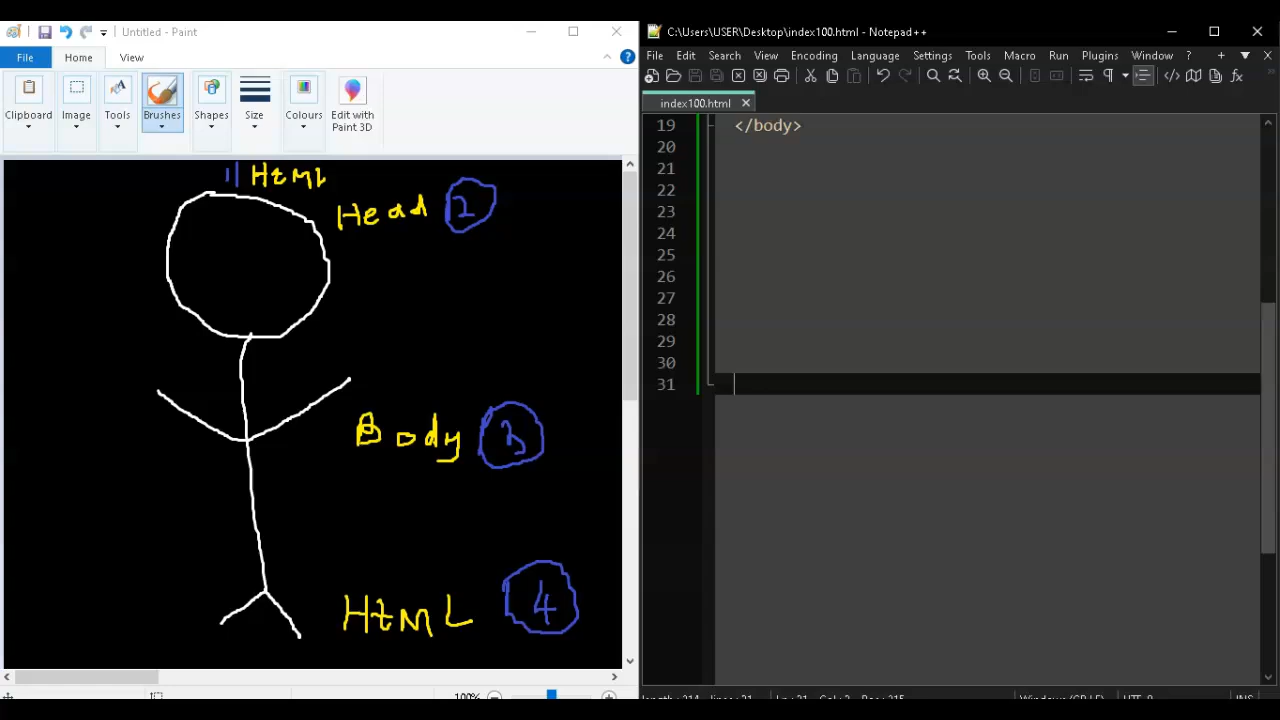 Untitled - Paint
File
Home
View
Clipboard
Image
Tools
Brushes
Shapes
Size
Colours
Edit with
Paint 3D
HtML
Head 2
Body 3
HtML 4
100%
C:\Users\USER\Desktop\index100.html - Notepad++
File Edit Search View Encoding Language Settings Tools Macro Run Plugins Window ?
index100.html
19 </body>
20
21
22
23
24
25
26
27
28
29
30
31